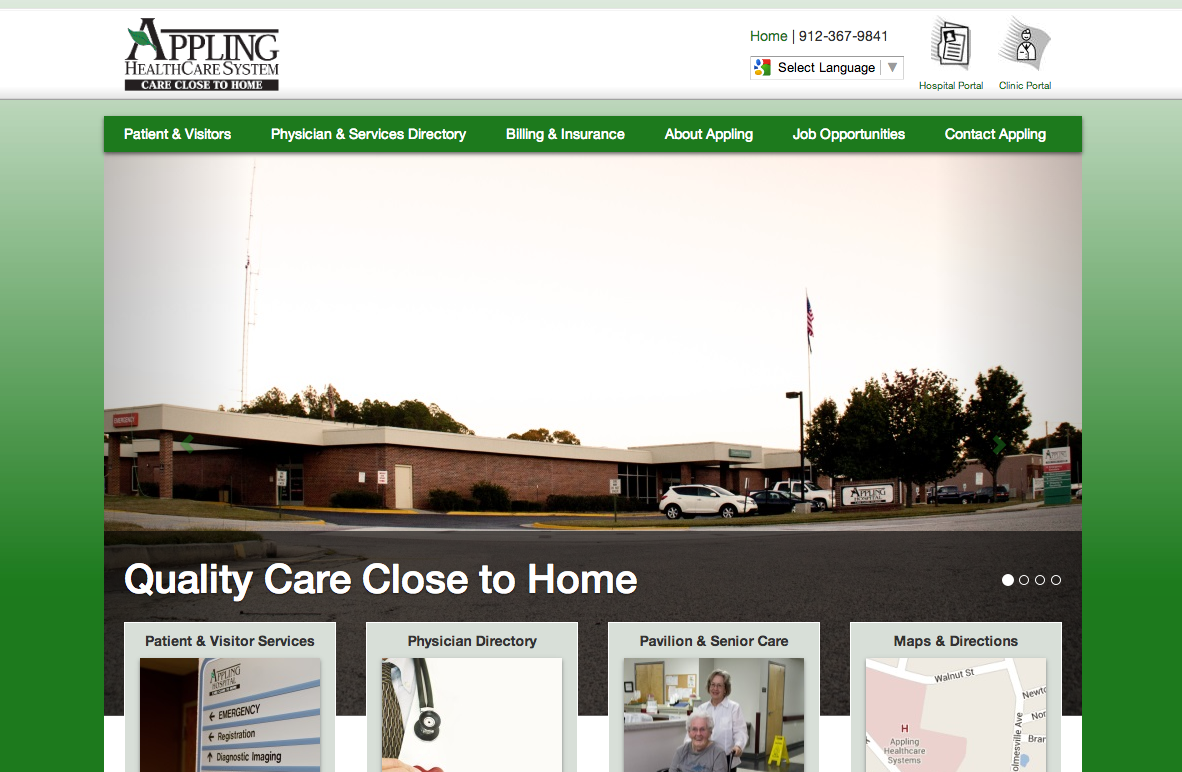 APPLING
HEALTHCARE SYSTEM
CARE CLOSE TO HOME
Home | 912-367-9841
Select Language ▼
Hospital Portal
Clinic Portal
Patient & Visitors
Physician & Services Directory
Billing & Insurance
About Appling
Job Opportunities
Contact Appling
EMERGENCY
APPLING
HOSPITAL
APPLING
Quality Care Close to Home
Patient & Visitor Services
Physician Directory
Pavilion & Senior Care
Maps & Directions
APPLING
HOSPITAL
← EMERGENCY
← Registration
↑ Diagnostic Imaging
Walnut St
Newto
Nor
Bran
olmesville Ave
H
Appling
Healthcare
Systems